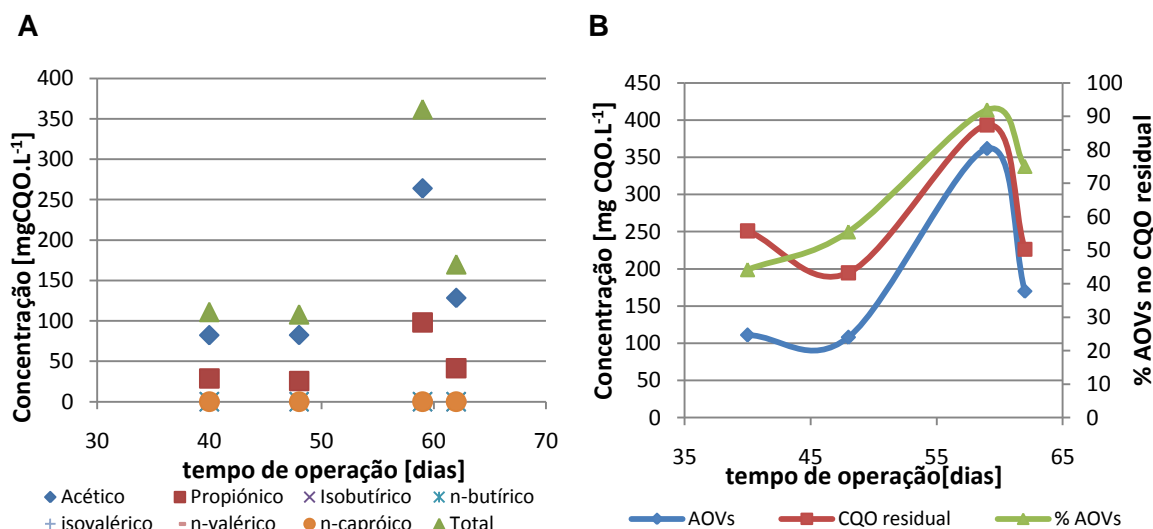 A
Concentração [mgCQO.L-1]
400
350
300
250
200
150
100
50
0
30 40 50 60 70
tempo de operação [dias]
Acético Propiónico Isobutírico n-butírico
isovalérico n-valérico n-capróico Total
B
Concentração [mg CQO.L-1]
450
400
350
300
250
200
150
100
50
0
100
90
80
70
60
50
40
30
20
10
0
% AOVs no CQO residual
35 45 55 65
tempo de operação[dias]
AOVs CQO residual % AOVs